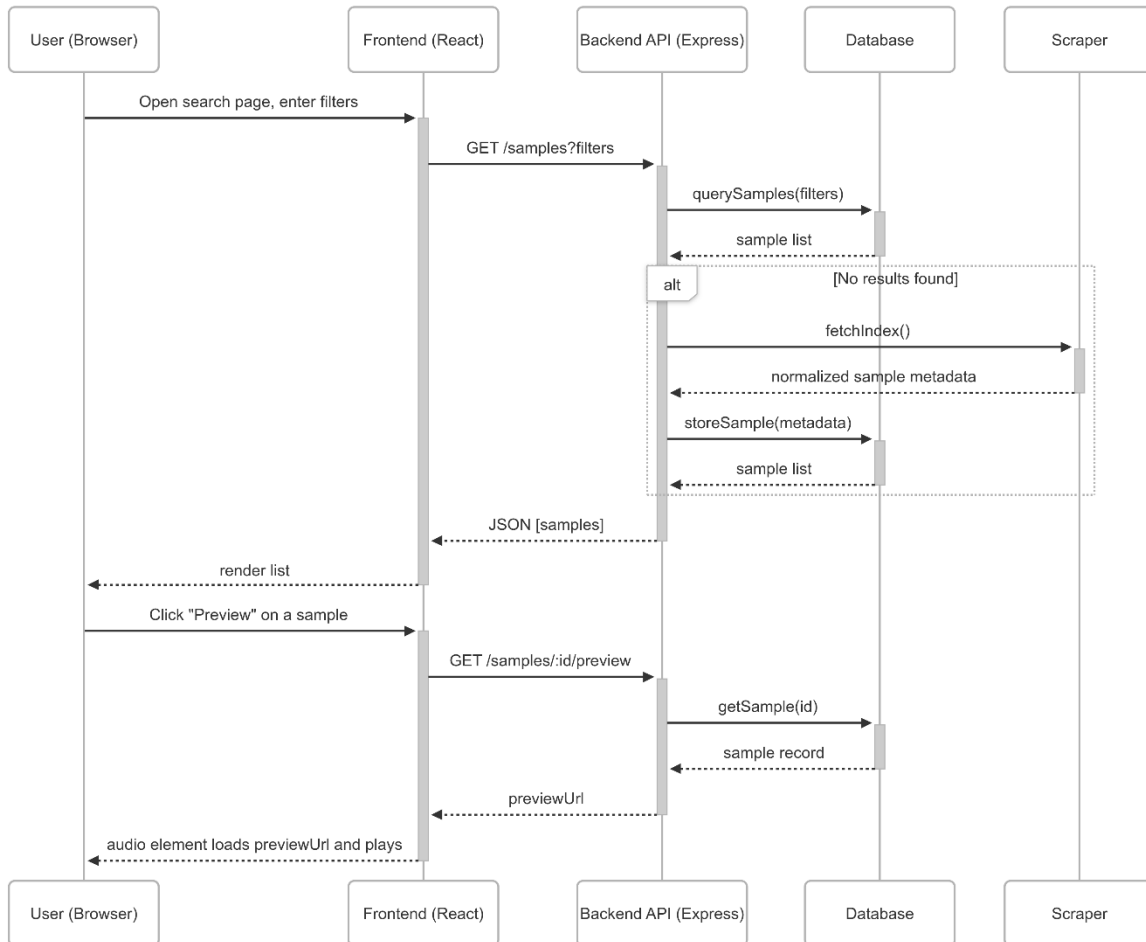 User (Browser)
Frontend (React)
Backend API (Express)
Database
Scraper
Open search page, enter filters
GET /samples?filters
querySamples(filters)
sample list
alt
[No results found]
fetchIndex()
normalized sample metadata
storeSample(metadata)
sample list
JSON [samples]
render list
Click "Preview" on a sample
GET /samples/:id/preview
getSample(id)
sample record
previewUrl
audio element loads previewUrl and plays
User (Browser)
Frontend (React)
Backend API (Express)
Database
Scraper